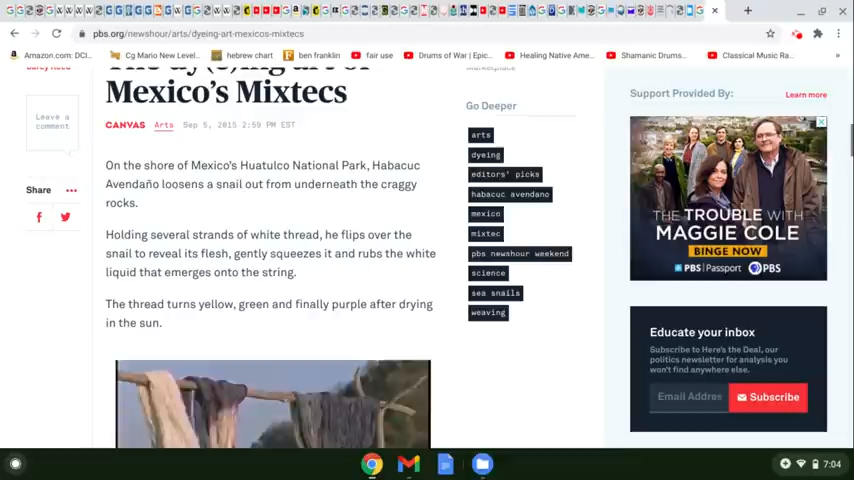 pbs.org/newshour/arts/dyeing-art-mexicos-mixtecs
Amazon.com: DCI...
Cg Mario New Level...
hebrew chart
ben franklin
fair use
Drums of War | Epic...
Healing Native Ame...
Shamanic Drums...
Classical Music Ra...
»
The dy(e)ing art of
Mexico's Mixtecs
CANVAS Arts Sep 5, 2015 2:59 PM EST
Leave a
comment
Share
On the shore of Mexico's Huatulco National Park, Habacuc
Avendaño loosens a snail out from underneath the craggy
rocks.
Holding several strands of white thread, he flips over the
snail to reveal its flesh, gently squeezes it and rubs the white
liquid that emerges onto the string.
The thread turns yellow, green and finally purple after drying
in the sun.
Go Deeper
arts
dyeing
editors' picks
habacuc avendano
mexico
mixtec
pbs newshour weekend
science
sea snails
weaving
Support Provided By:
Learn more
THE TROUBLE WITH
MAGGIE COLE
BINGE NOW
PBS | Passport PBS
Educate your inbox
Subscribe to Here's the Deal, our
politics newsletter for analysis you
won't find anywhere else.
Email Addres
Subscribe
7:04